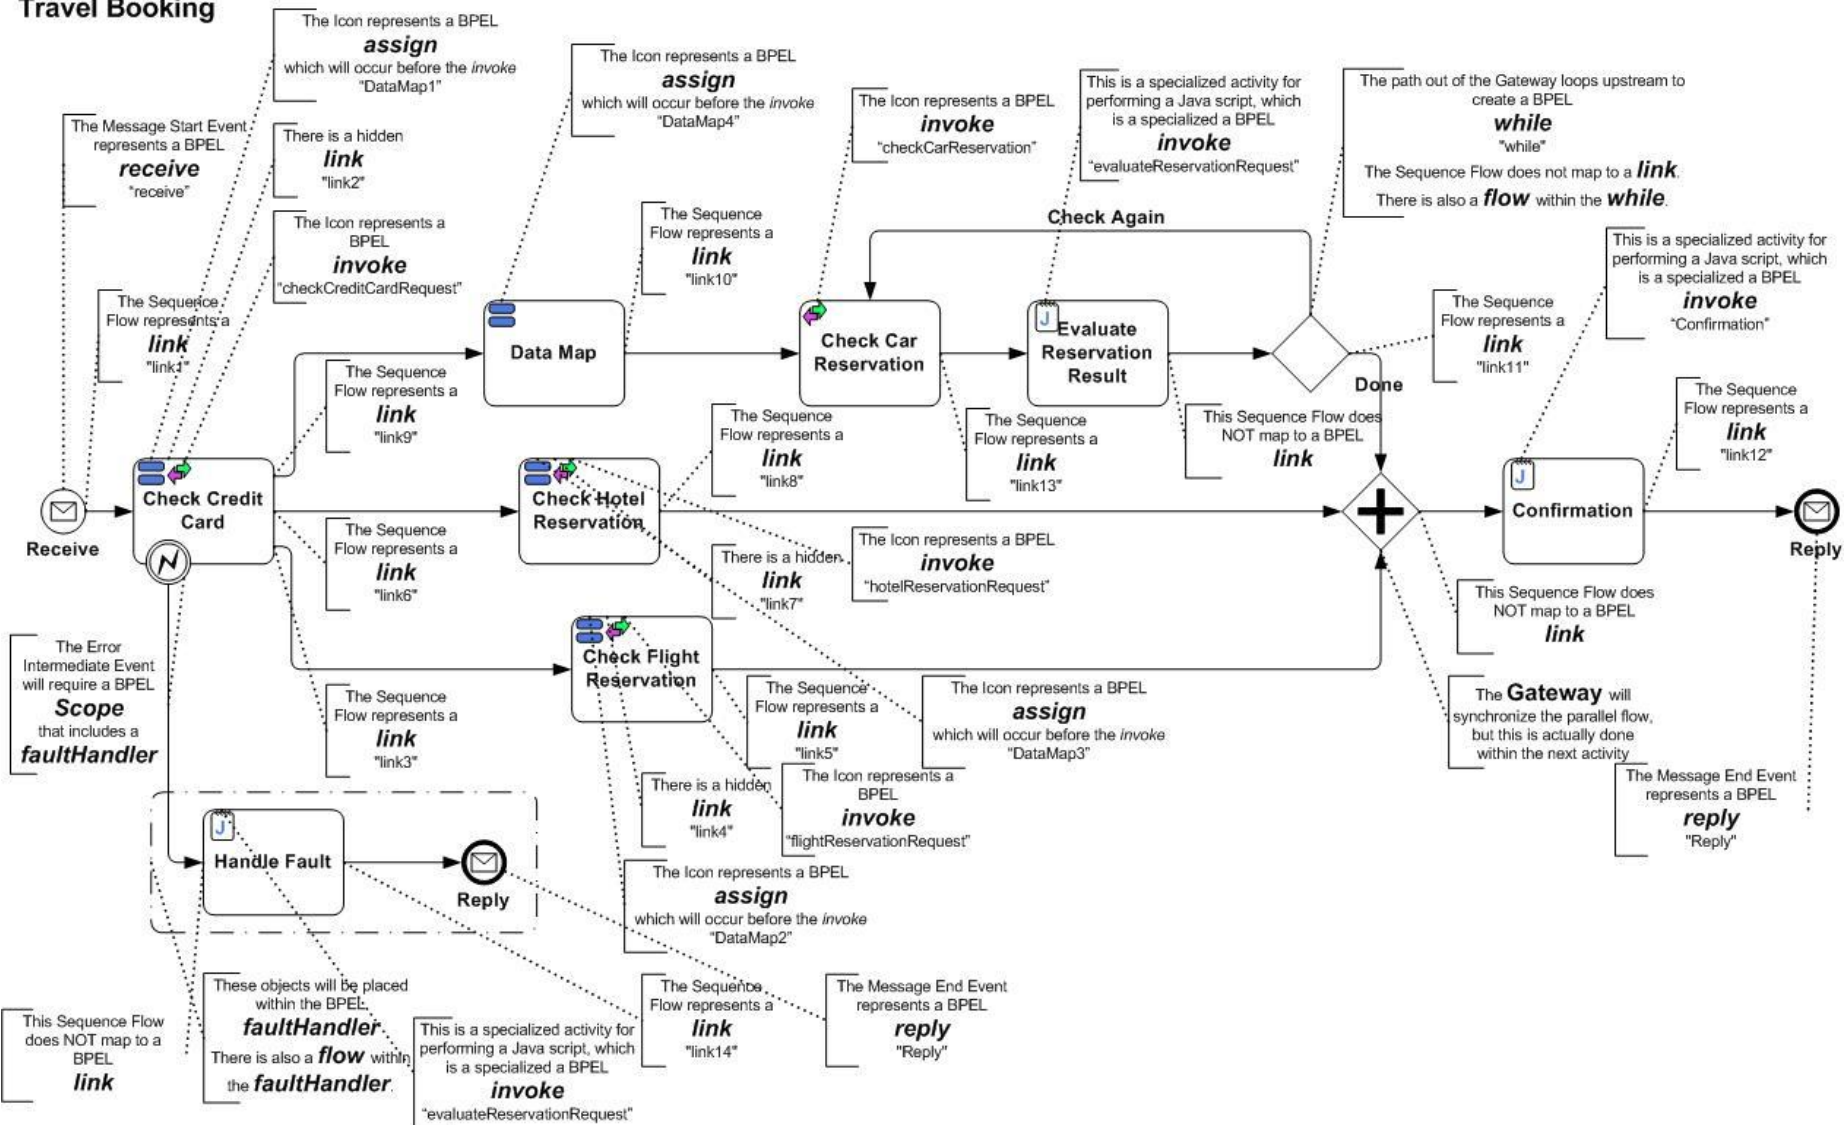 Travel Booking
The Icon represents a BPEL
assign
which will occur before the invoke
"DataMap1"
The Icon represents a BPEL
assign
which will occur before the invoke
"DataMap4"
The Icon represents a BPEL
invoke
"checkCarReservation"
This is a specialized activity for
performing a Java script, which
is a specialized a BPEL
invoke
"evaluateReservationRequest"
The path out of the Gateway loops upstream to
create a BPEL
while
"while"
The Sequence Flow does not map to a link.
There is also a flow within the while.
The Message Start Event
represents a BPEL
receive
"receive"
There is a hidden
link
"link2"
The Icon represents a
BPEL
invoke
"checkCreditCardRequest"
The Sequence
Flow represents a
link
"link10"
Check Again
This is a specialized activity for
performing a Java script, which
is a specialized a BPEL
invoke
"Confirmation"
The Sequence
Flow represents a
link
"link1"
Data Map
Check Car
Reservation
J
Evaluate
Reservation
Result
Done
The Sequence
Flow represents a
link
"link11"
The Sequence
Flow represents a
link
"link9"
The Sequence
Flow represents a
link
"link8"
The Sequence
Flow represents a
link
"link13"
This Sequence Flow does
NOT map to a BPEL
link
The Sequence
Flow represents a
link
"link12"
Receive
Check Credit
Card
Check Hotel
Reservation
J
Confirmation
Reply
The Sequence
Flow represents a
link
"link6"
There is a hidden
link
"link7"
The Icon represents a BPEL
invoke
"hotelReservationRequest"
This Sequence Flow does
NOT map to a BPEL
link
The Error
Intermediate Event
will require a BPEL
Scope
that includes a
faultHandler
Check Flight
Reservation
The Sequence
Flow represents a
link
"link3"
The Sequence
Flow represents a
link
"link5"
The Icon represents a BPEL
assign
which will occur before the invoke
"DataMap3"
The Gateway will
synchronize the parallel flow,
but this is actually done
within the next activity
There is a hidden
link
"link4"
The Icon represents a
BPEL
invoke
"flightReservationRequest"
The Message End Event
represents a BPEL
reply
"Reply"
J
Handle Fault
Reply
The Icon represents a BPEL
assign
which will occur before the invoke
"DataMap2"
This Sequence Flow
does NOT map to a
BPEL
link
These objects will be placed
within the BPEL
faultHandler
There is also a flow within
the faultHandler.
This is a specialized activity for
performing a Java script, which
is a specialized a BPEL
invoke
"evaluateReservationRequest"
The Sequence
Flow represents a
link
"link14"
The Message End Event
represents a BPEL
reply
"Reply"